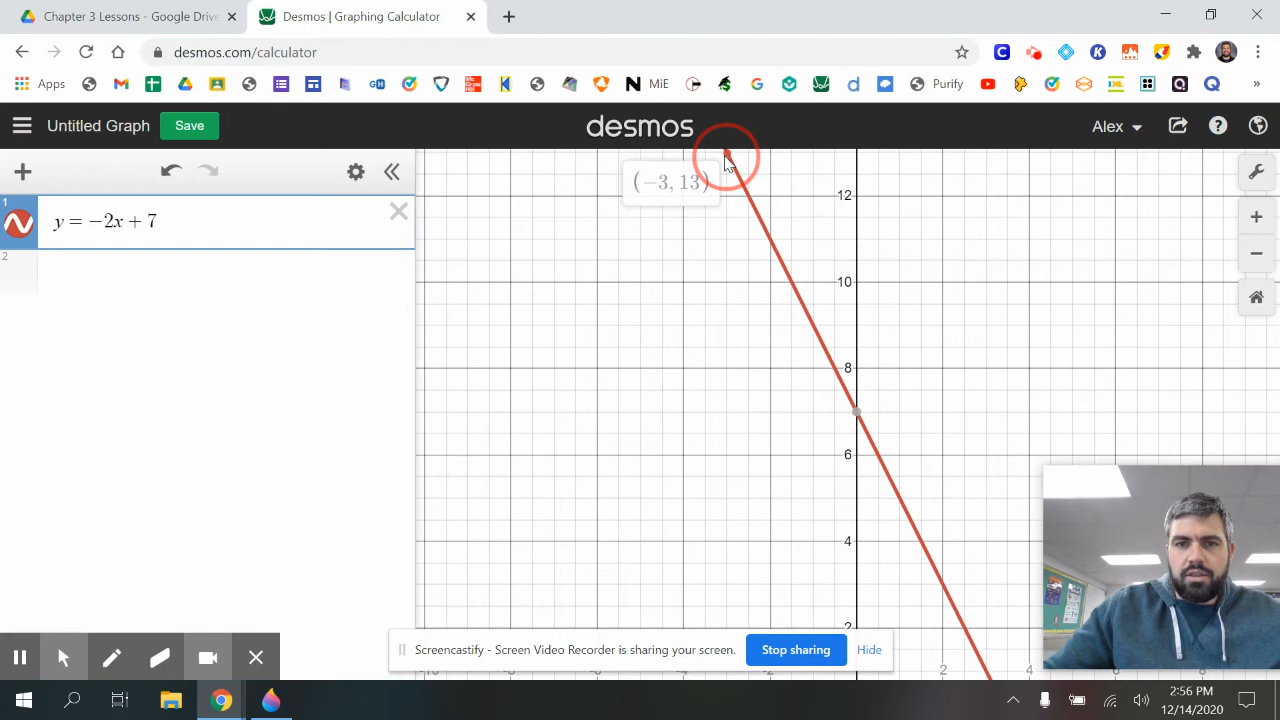 Chapter 3 Lessons - Google Drive
Desmos | Graphing Calculator
desmos.com/calculator
Apps
MiE
Purify
Untitled Graph
Save
desmos
Alex
1
y = −2x + 7
2
(−3, 13)
12
10
8
6
4
2
2
4
8
Screencastify - Screen Video Recorder is sharing your screen.
Stop sharing
Hide
2:56 PM
12/14/2020